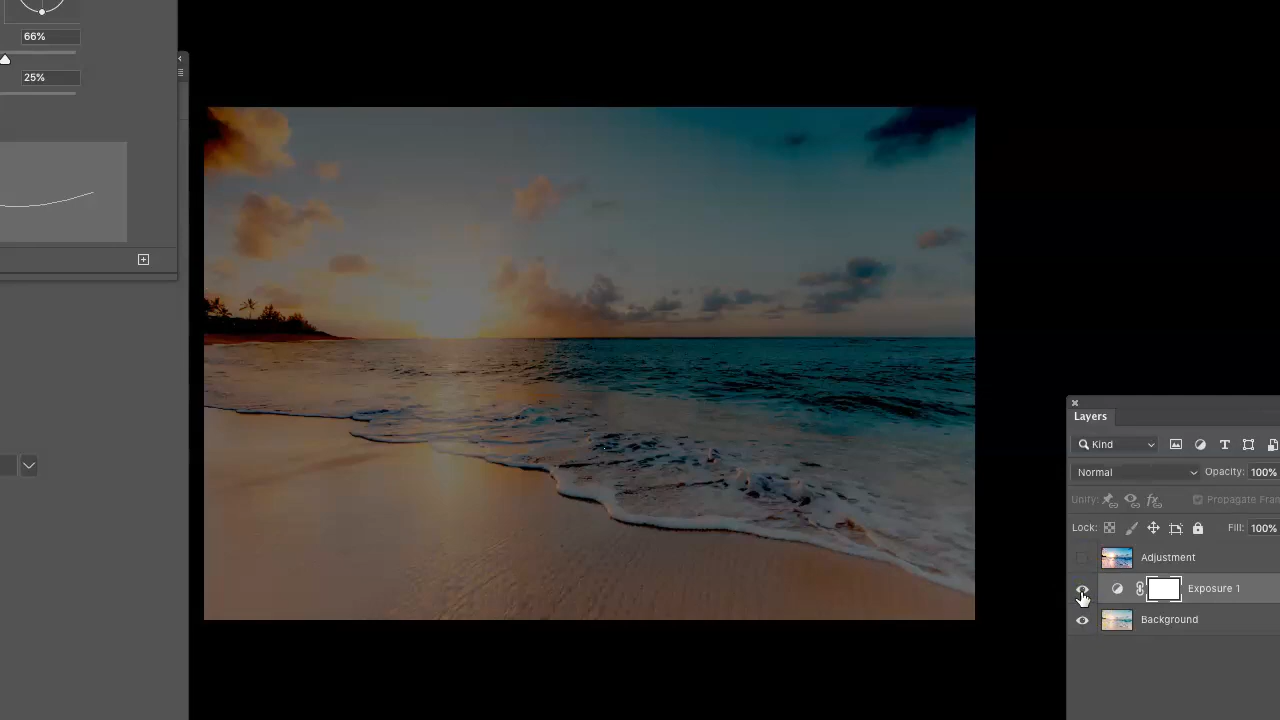 66%
25%
Layers
Kind
Normal Opacity: 100%
Unify: Propagate Fram
Lock: Fill: 100%
Adjustment
Exposure 1
Background